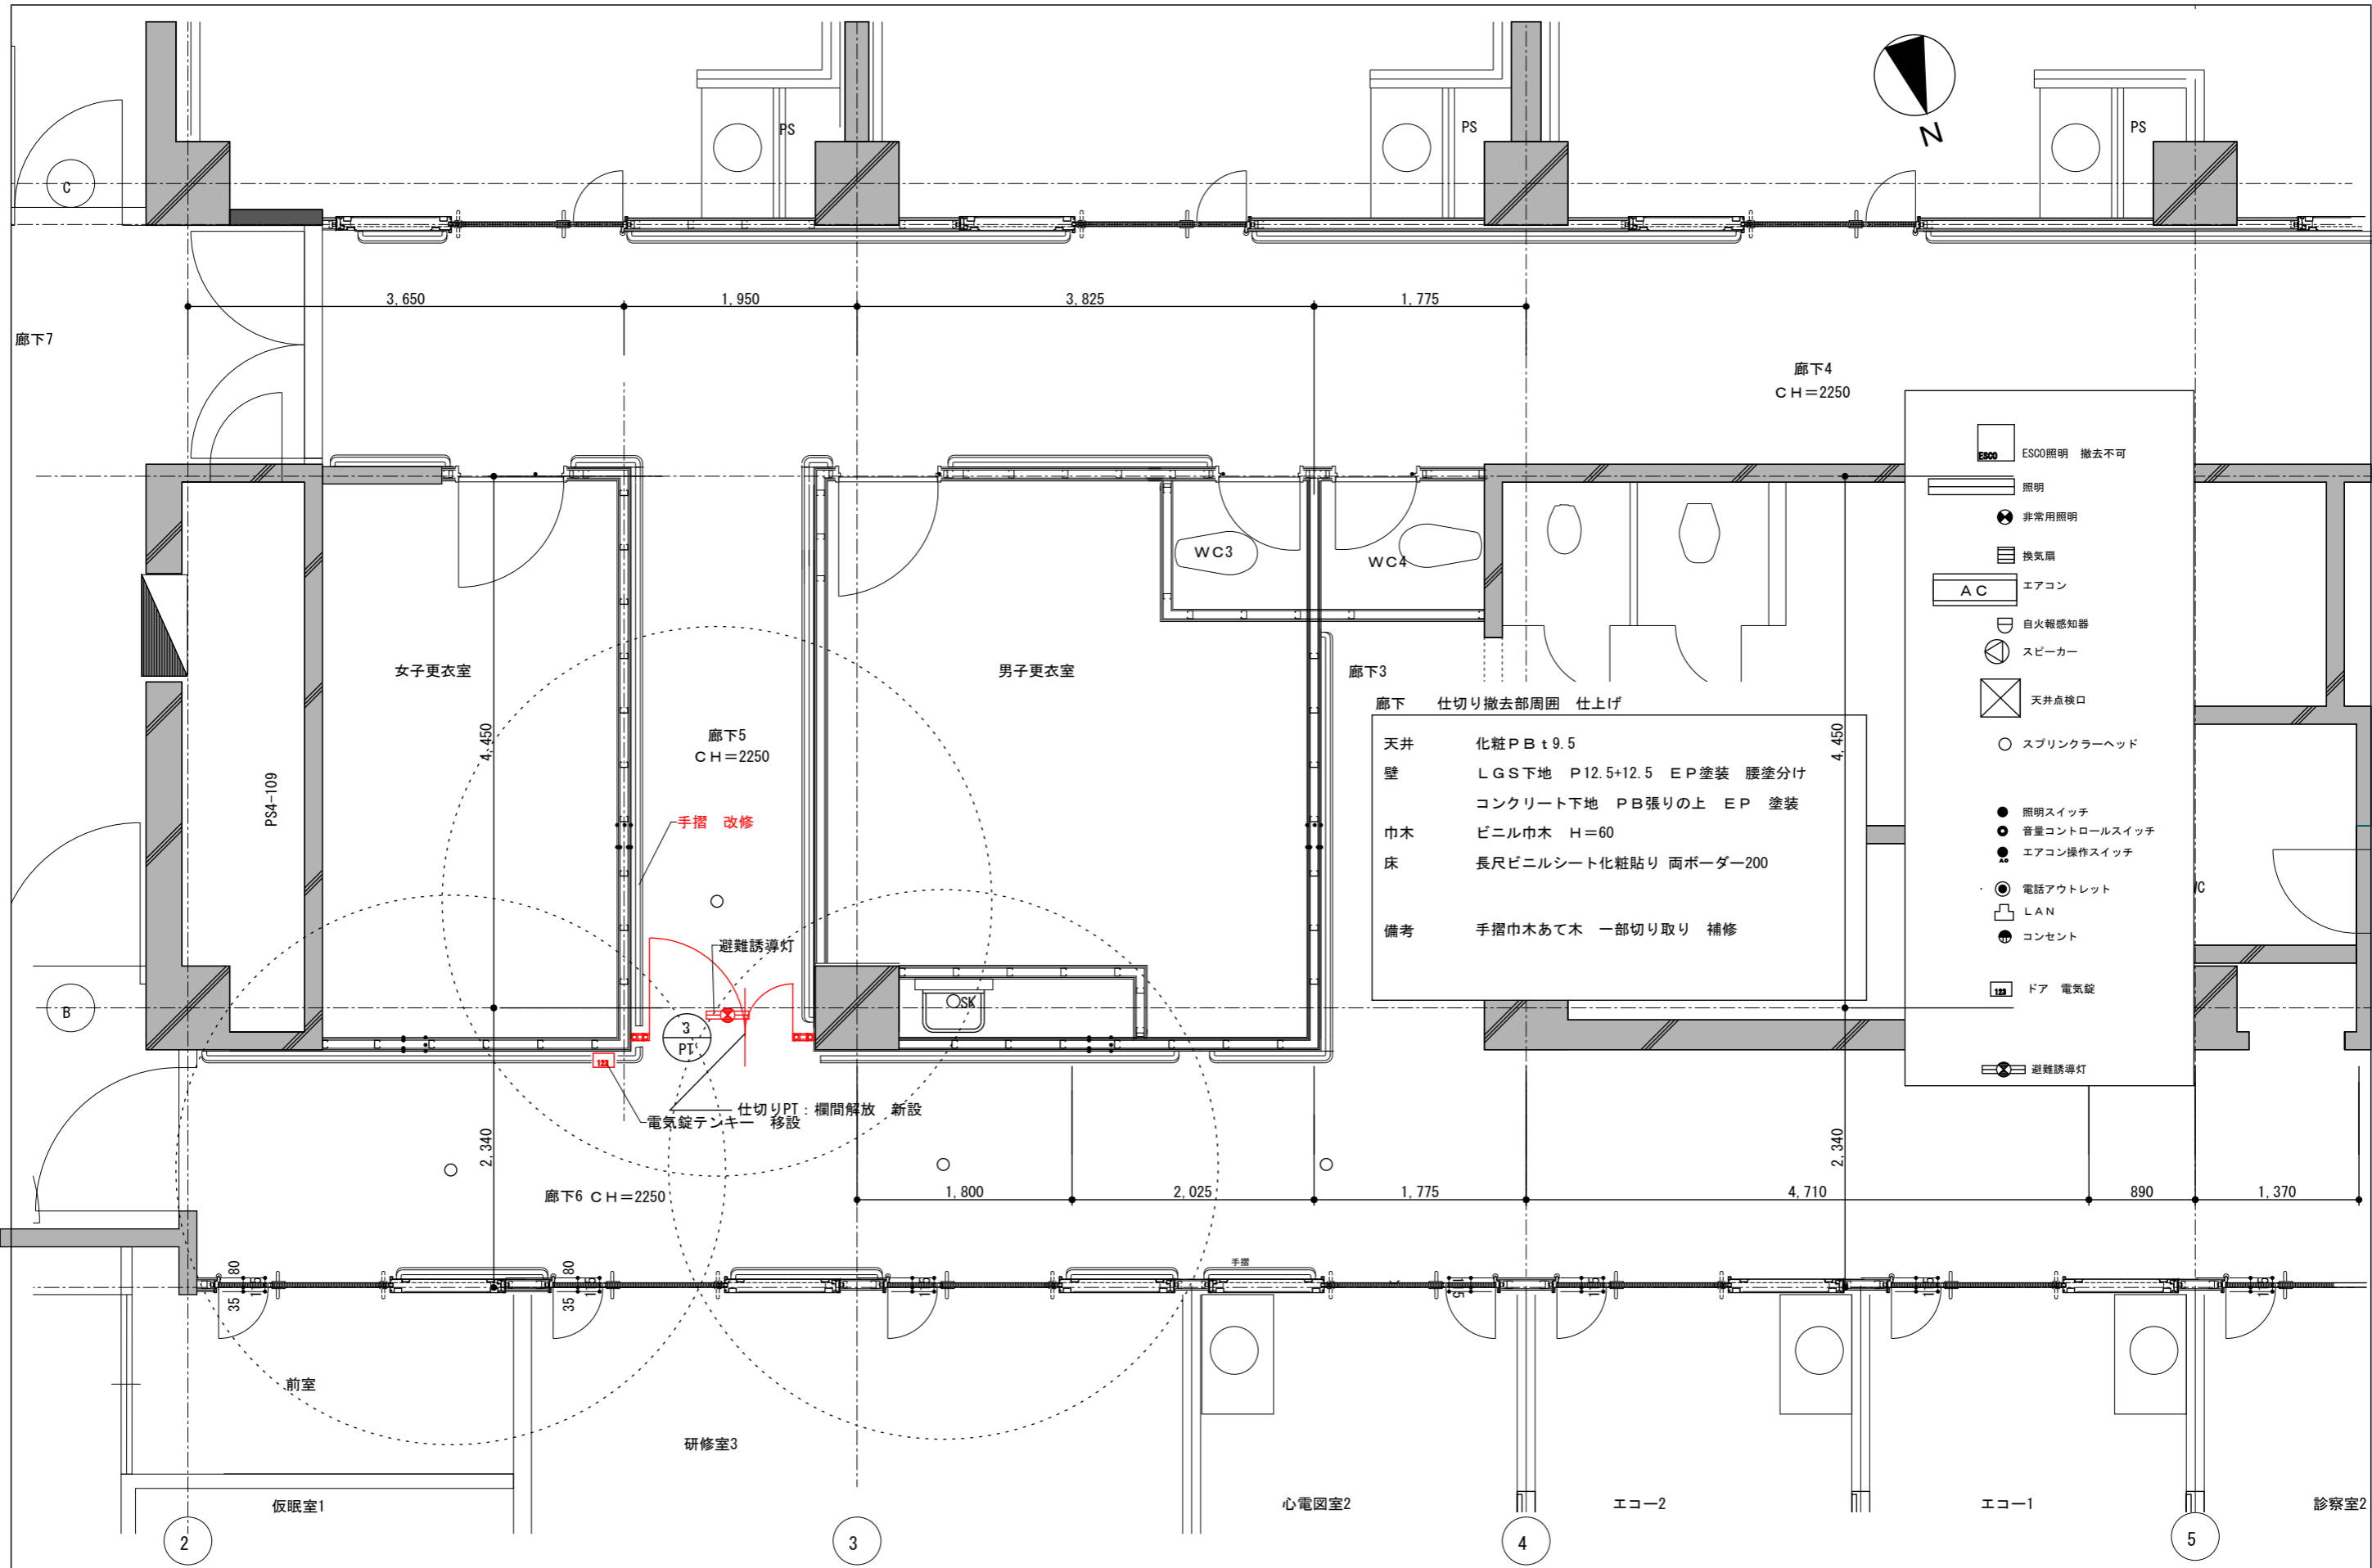 PS
PS
PS
N
C
3,650
1,950
3,825
1,775
廊下7
廊下4
ＣＨ＝2250
ESCO
ESCO照明　撤去不可
照明
非常用照明
換気扇
ＡＣ
エアコン
自火報感知器
スピーカー
天井点検口
スプリンクラーヘッド
照明スイッチ
音量コントロールスイッチ
エアコン操作スイッチ
電話アウトレット
ＬＡＮ
コンセント
123
ドア　電気錠
避難誘導灯
ＷＣ3
ＷＣ4
女子更衣室
男子更衣室
廊下3
廊下　　仕切り撤去部周囲　仕上げ
天井　　化粧ＰＢｔ9.5
壁　　ＬＧＳ下地　Ｐ12.5+12.5　ＥＰ塗装　腰塗分け
コンクリート下地　ＰＢ張りの上　ＥＰ　塗装
巾木　　ビニル巾木　Ｈ＝60
床　　長尺ビニルシート化粧貼り 両ボーダー200
備考　　手摺巾木あて木　一部切り取り　補修
4,450
4,450
廊下5
ＣＨ＝2250
PS4-109
手摺　改修
避難誘導灯
B
SK
3
PT
123
仕切りPT：欄間解放　新設
電気錠テンキー　移設
2,340
2,340
廊下6 ＣＨ＝2250
1,800
2,025
1,775
4,710
890
1,370
手摺
80
35
80
35
前室
研修室3
仮眠室1
心電図室2
エコー2
エコー1
診察室2
2
3
4
5